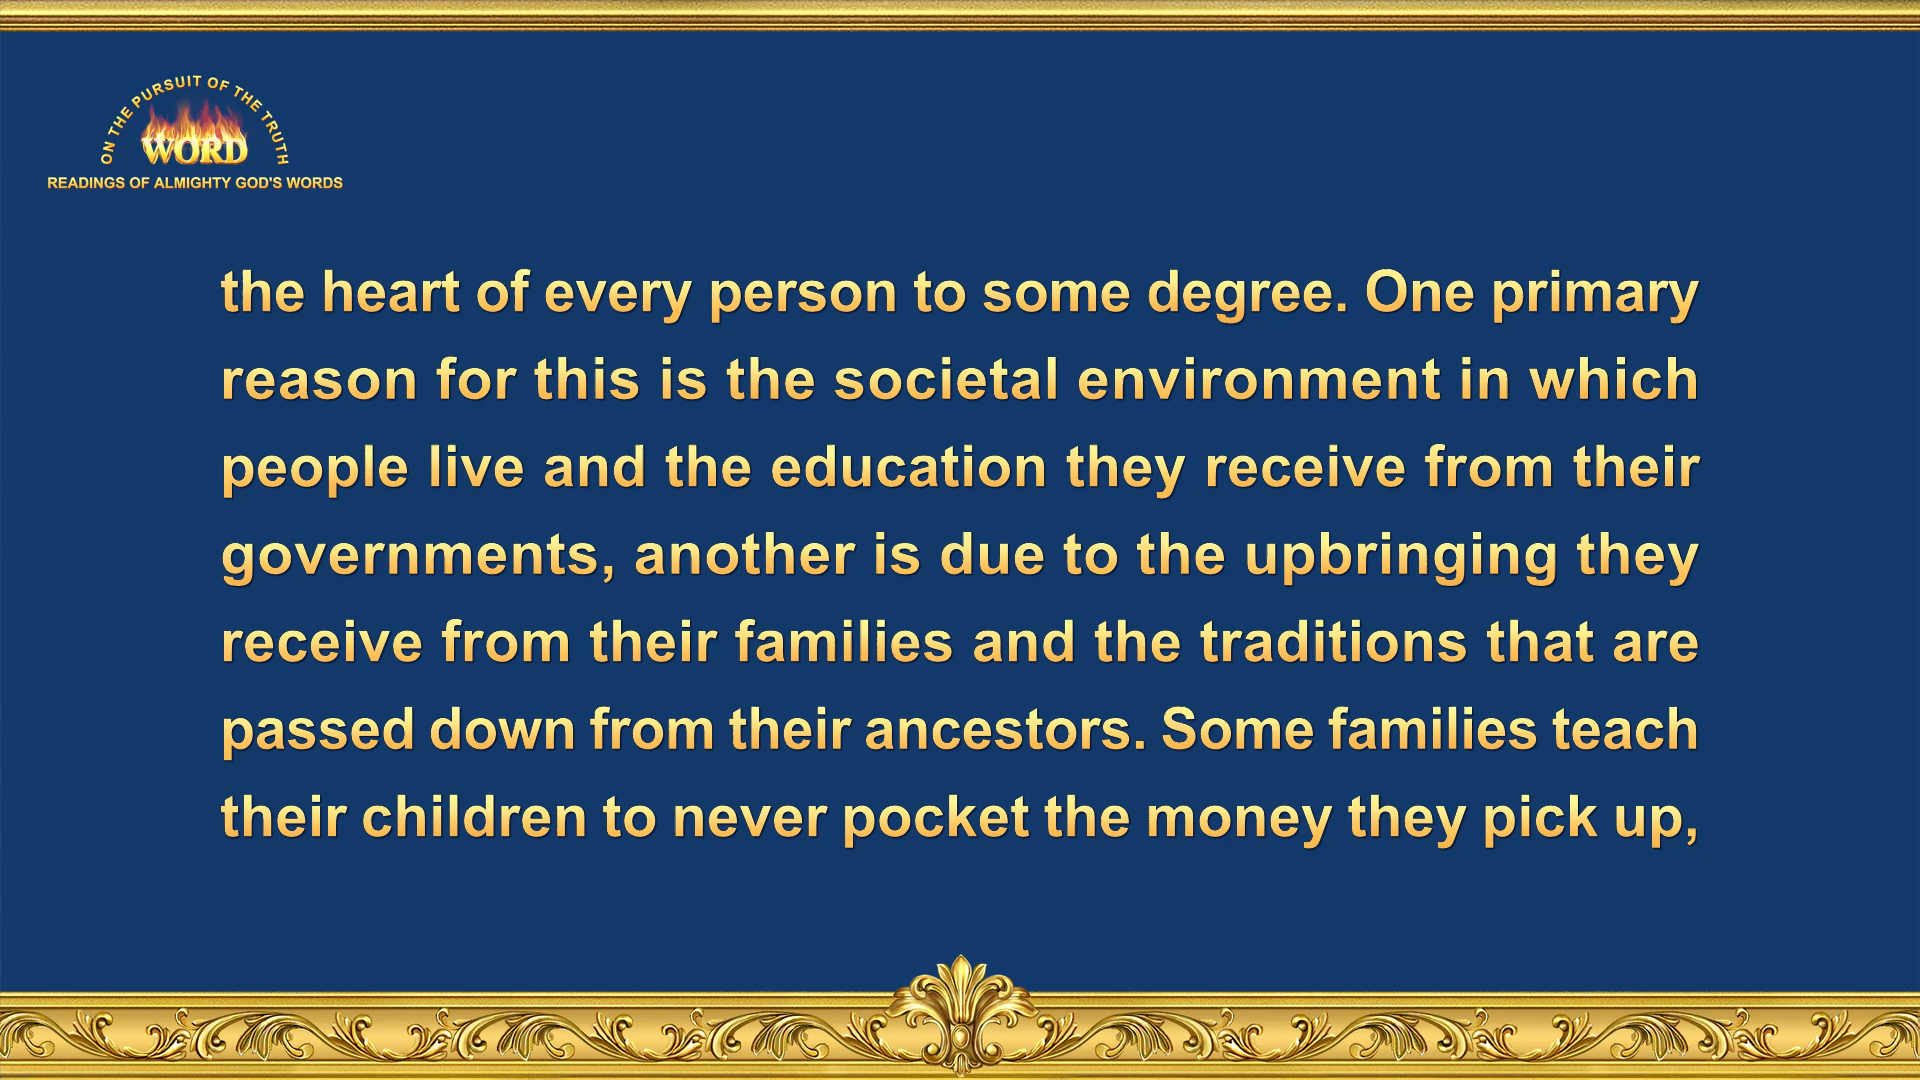 ON THE PURSUIT OF THE TRUTH
WORD
READINGS OF ALMIGHTY GOD'S WORDS
the heart of every person to some degree. One primary
reason for this is the societal environment in which
people live and the education they receive from their
governments, another is due to the upbringing they
receive from their families and the traditions that are
passed down from their ancestors. Some families teach
their children to never pocket the money they pick up,